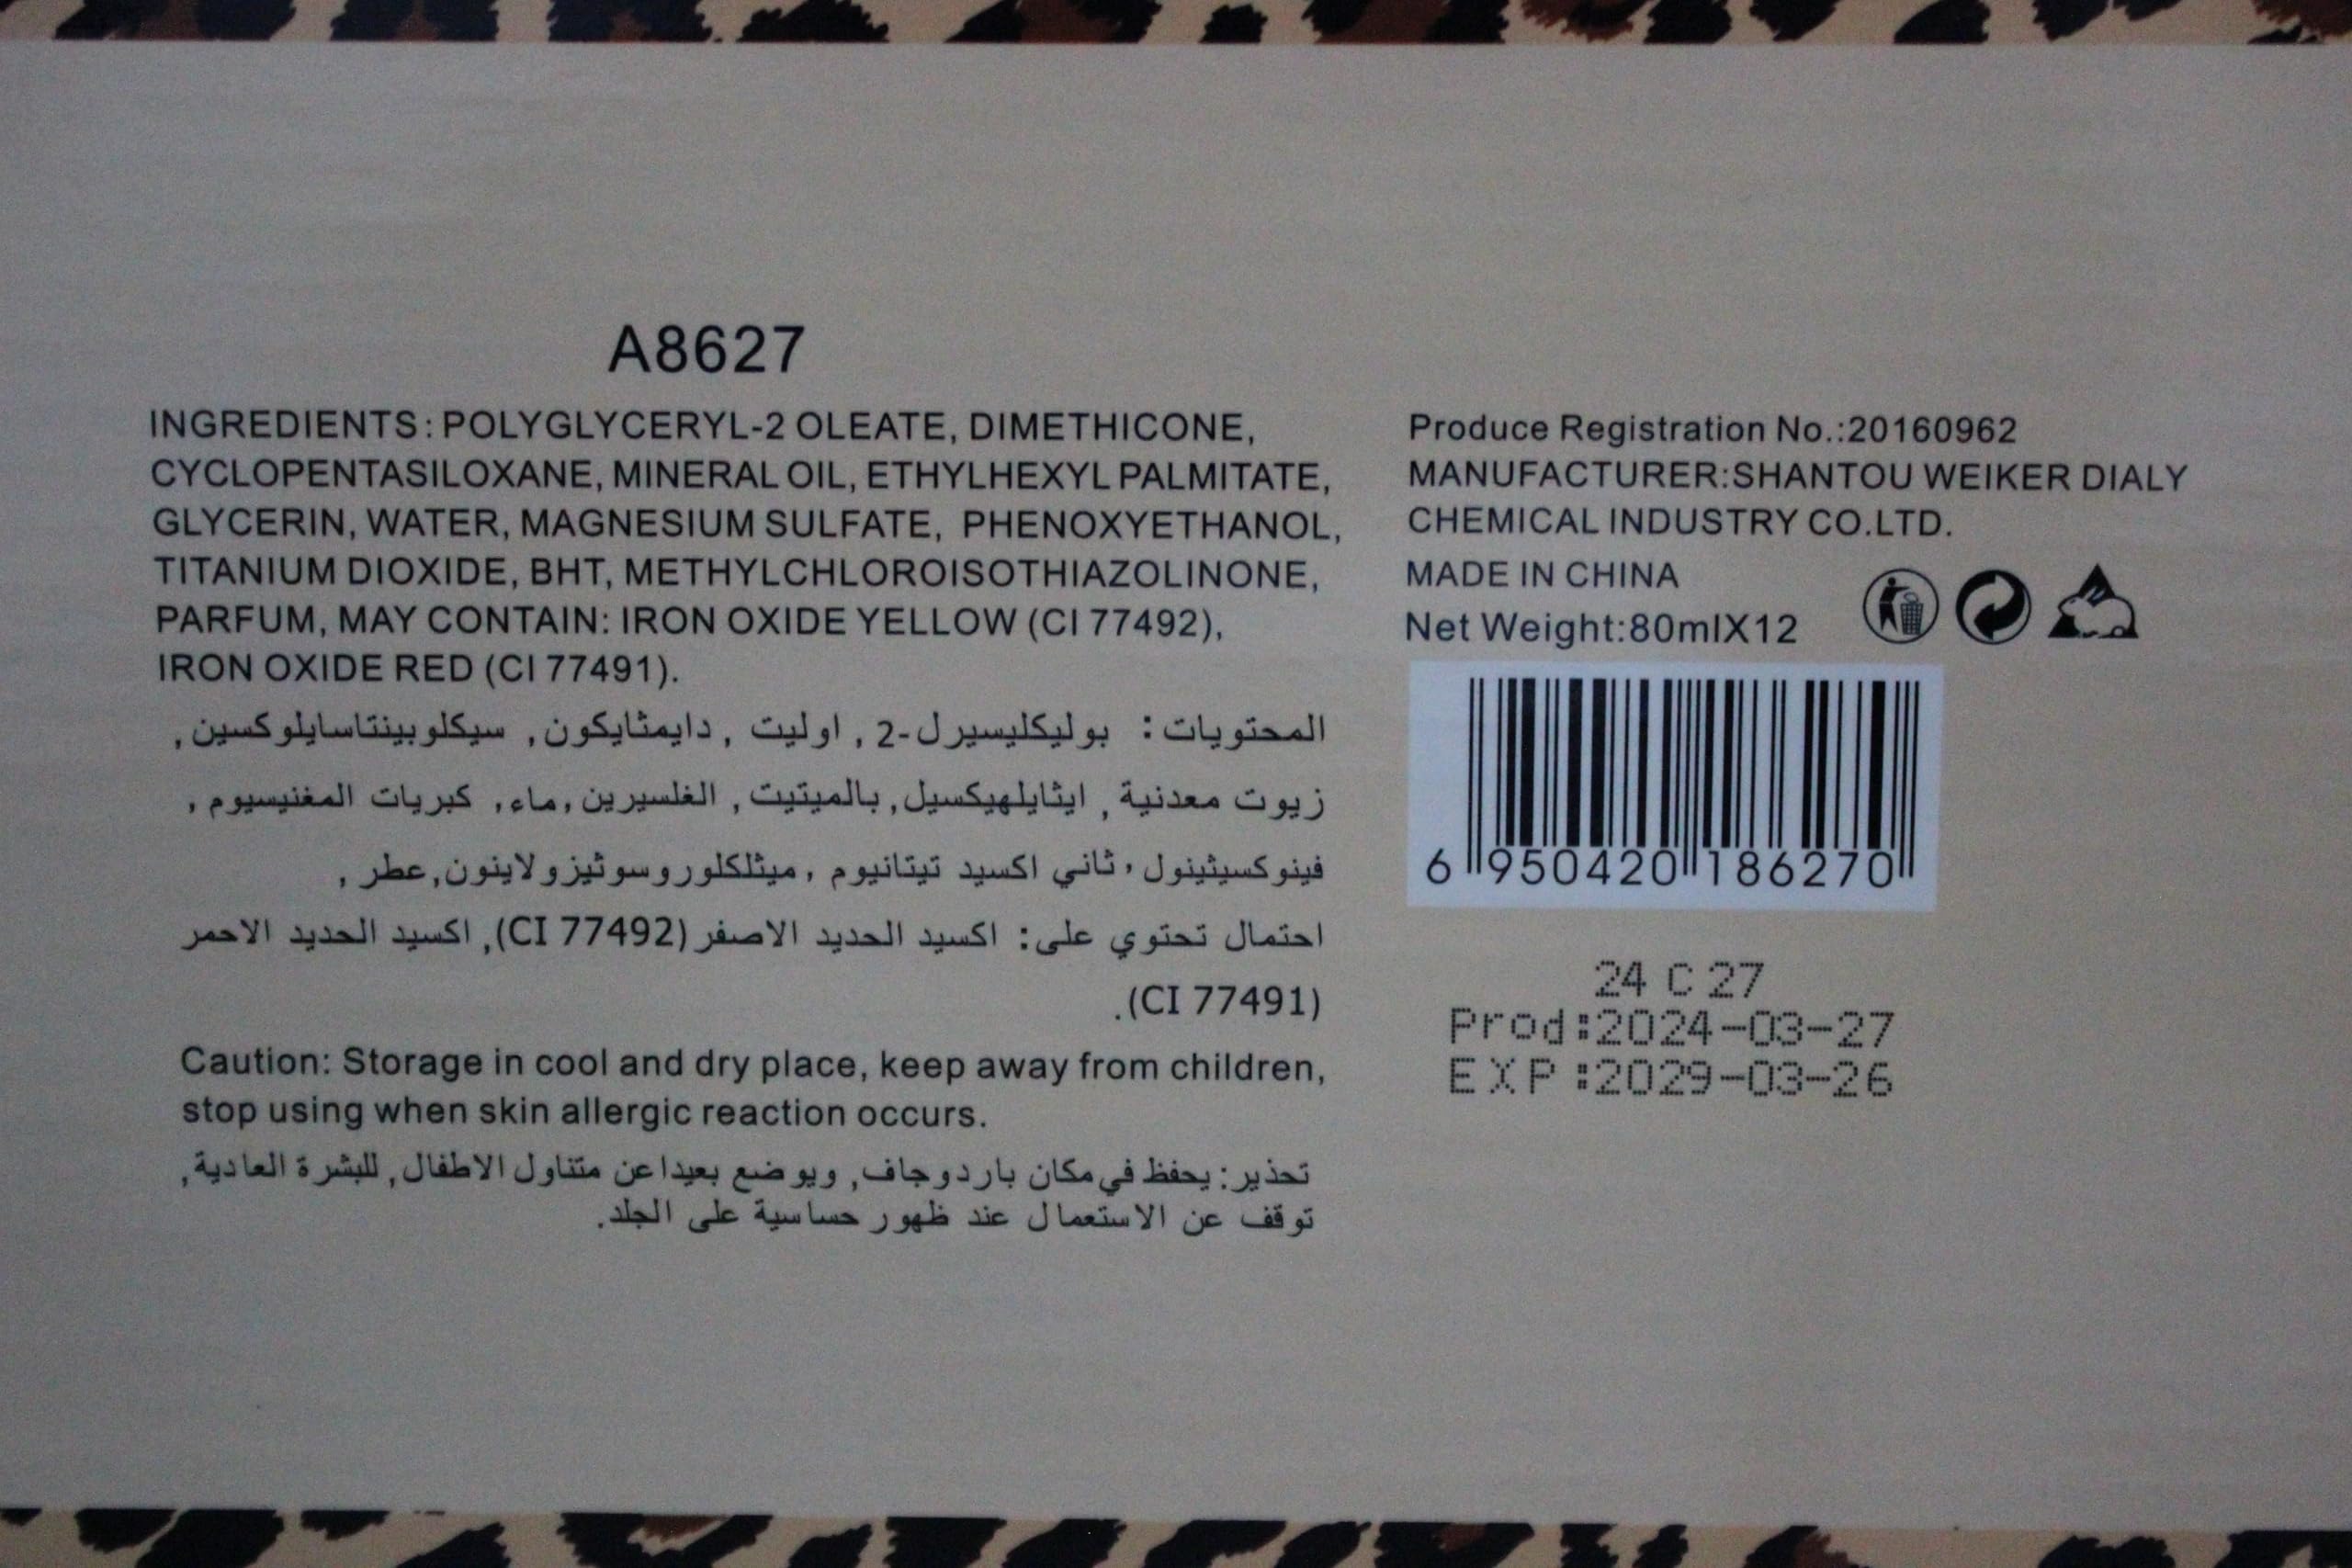 A8627
INGREDIENTS: POLYGLYCERYL-2 OLEATE, DIMETHICONE,
CYCLOPENTASILOXANE, MINERAL OIL, ETHYLHEXYL PALMITATE,
GLYCERIN, WATER, MAGNESIUM SULFATE, PHENOXYETHANOL,
TITANIUM DIOXIDE, BHT, METHYLCHLOROISOTHIAZOLINONE,
PARFUM, MAY CONTAIN: IRON OXIDE YELLOW (CI 77492),
IRON OXIDE RED (CI 77491).
المحتويات: بوليكليسيرل-2, اوليت, دايمثايكون, سيكلوبينتاسايلوكسين,
زيوت معدنية, ايثايلهيكسيل, بالميتيت, الغلسيرين, ماء, كبريات المغنيسيوم,
فينوكسيثينول, ثاني اكسيد تيتانيوم, ميثلكلوروسوثيزولاينون, عطر,
احتمال تحتوي على: اكسيد الحديد الاصفر (CI 77492), اكسيد الحديد الاحمر
(CI 77491).
Caution: Storage in cool and dry place, keep away from children,
stop using when skin allergic reaction occurs.
تحذير: يحفظ في مكان بارد وجاف, ويوضع بعيدا عن متناول الاطفال, للبشرة العادية,
توقف عن الاستعمال عند ظهور حساسية على الجلد.
Produce Registration No.:20160962
MANUFACTURER:SHANTOU WEIKER DIALY
CHEMICAL INDUSTRY CO.LTD.
MADE IN CHINA
Net Weight:80mlX12
6 950420 186270
24 C 27
Prod:2024-03-27
EXP:2029-03-26